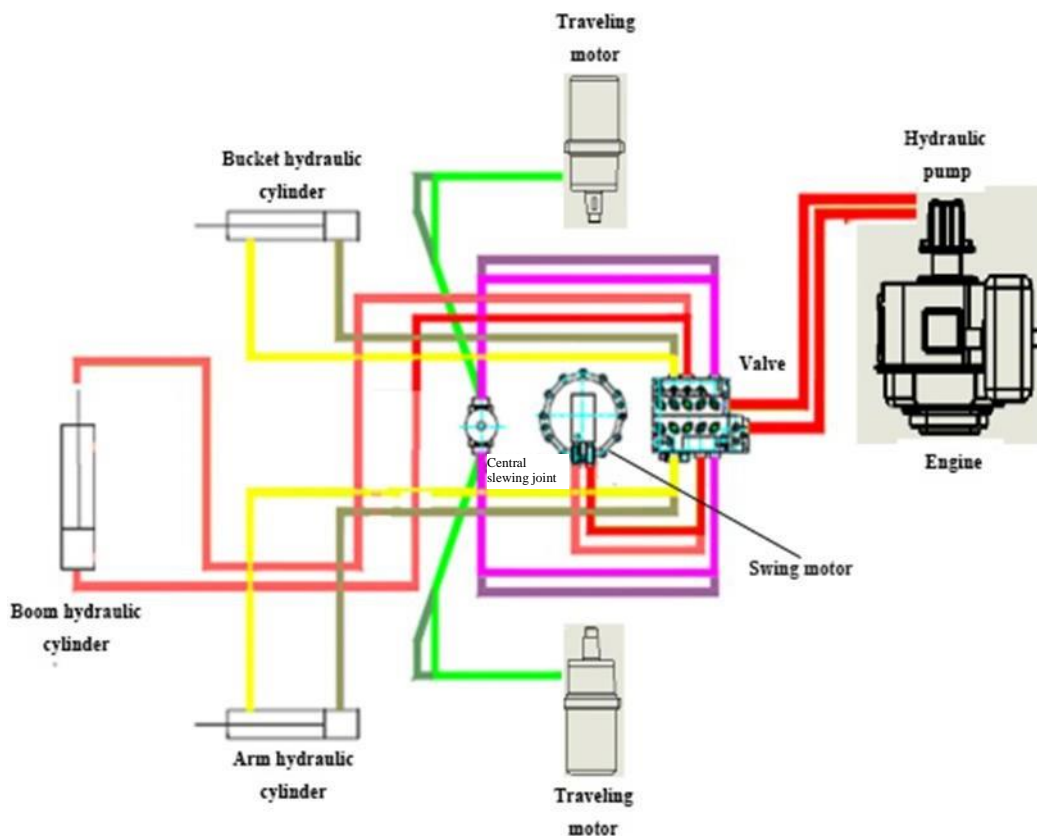 Traveling
motor
Hydraulic
pump
Bucket hydraulic
cylinder
Valve
Central
slewing joint
Engine
Swing motor
Boom hydraulic
cylinder
Arm hydraulic
cylinder
Traveling
motor